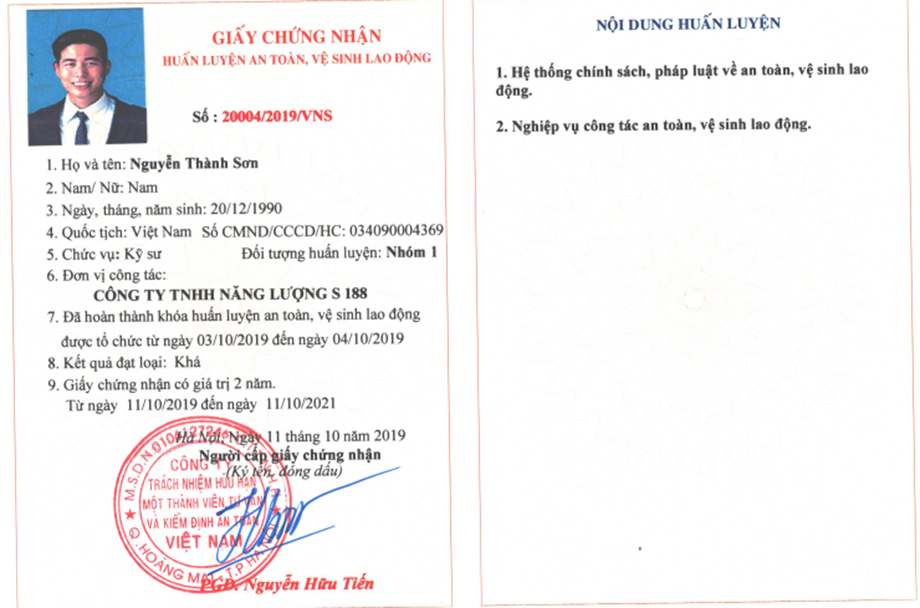 GIẤY CHỨNG NHẬN
HUẤN LUYỆN AN TOÀN, VỆ SINH LAO ĐỘNG
Số : 20004/2019/VNS
1. Họ và tên: Nguyễn Thành Sơn
2. Nam/ Nữ: Nam
3. Ngày, tháng, năm sinh: 20/12/1990
4. Quốc tịch: Việt Nam Số CMND/CCCD/HC: 034090004369
5. Chức vụ: Kỹ sư Đối tượng huấn luyện: Nhóm 1
6. Đơn vị công tác:
CÔNG TY TNHH NĂNG LƯỢNG S 188
7. Đã hoàn thành khóa huấn luyện an toàn, vệ sinh lao động
được tổ chức từ ngày 03/10/2019 đến ngày 04/10/2019
8. Kết quả đạt loại: Khá
9. Giấy chứng nhận có giá trị 2 năm.
Từ ngày 11/10/2019 đến ngày 11/10/2021
Hà Nội, Ngày 11 tháng 10 năm 2019
Người cấp giấy chứng nhận
(Ký tên, đóng dấu)
CÔNG TY
TRÁCH NHIỆM HỮU HẠN
MỘT THÀNH VIÊN TƯ VẤN
VÀ KIỂM ĐỊNH AN TOÀN
VIỆT NAM
Q. HOÀNG MAI - T.P HÀ NỘI
PGĐ. Nguyễn Hữu Tiến
NỘI DUNG HUẤN LUYỆN
1. Hệ thống chính sách, pháp luật về an toàn, vệ sinh lao
động.
2. Nghiệp vụ công tác an toàn, vệ sinh lao động.